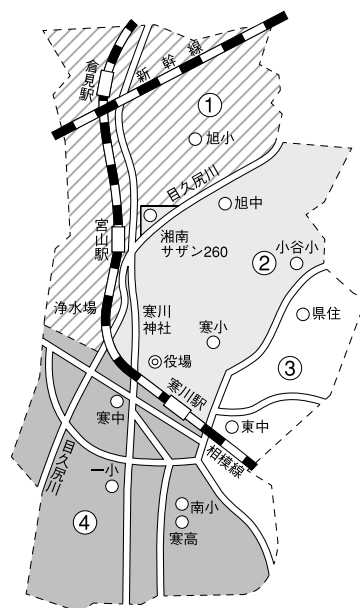 倉見駅
新幹線
①
旭小
目久尻川
旭中
湘南
サザン260
宮山駅
②
小谷小
浄水場
寒川
神社
県住
寒小
役場
③
寒川駅
寒中
東中
相模線
目久尻川
一小
南小
④
寒高